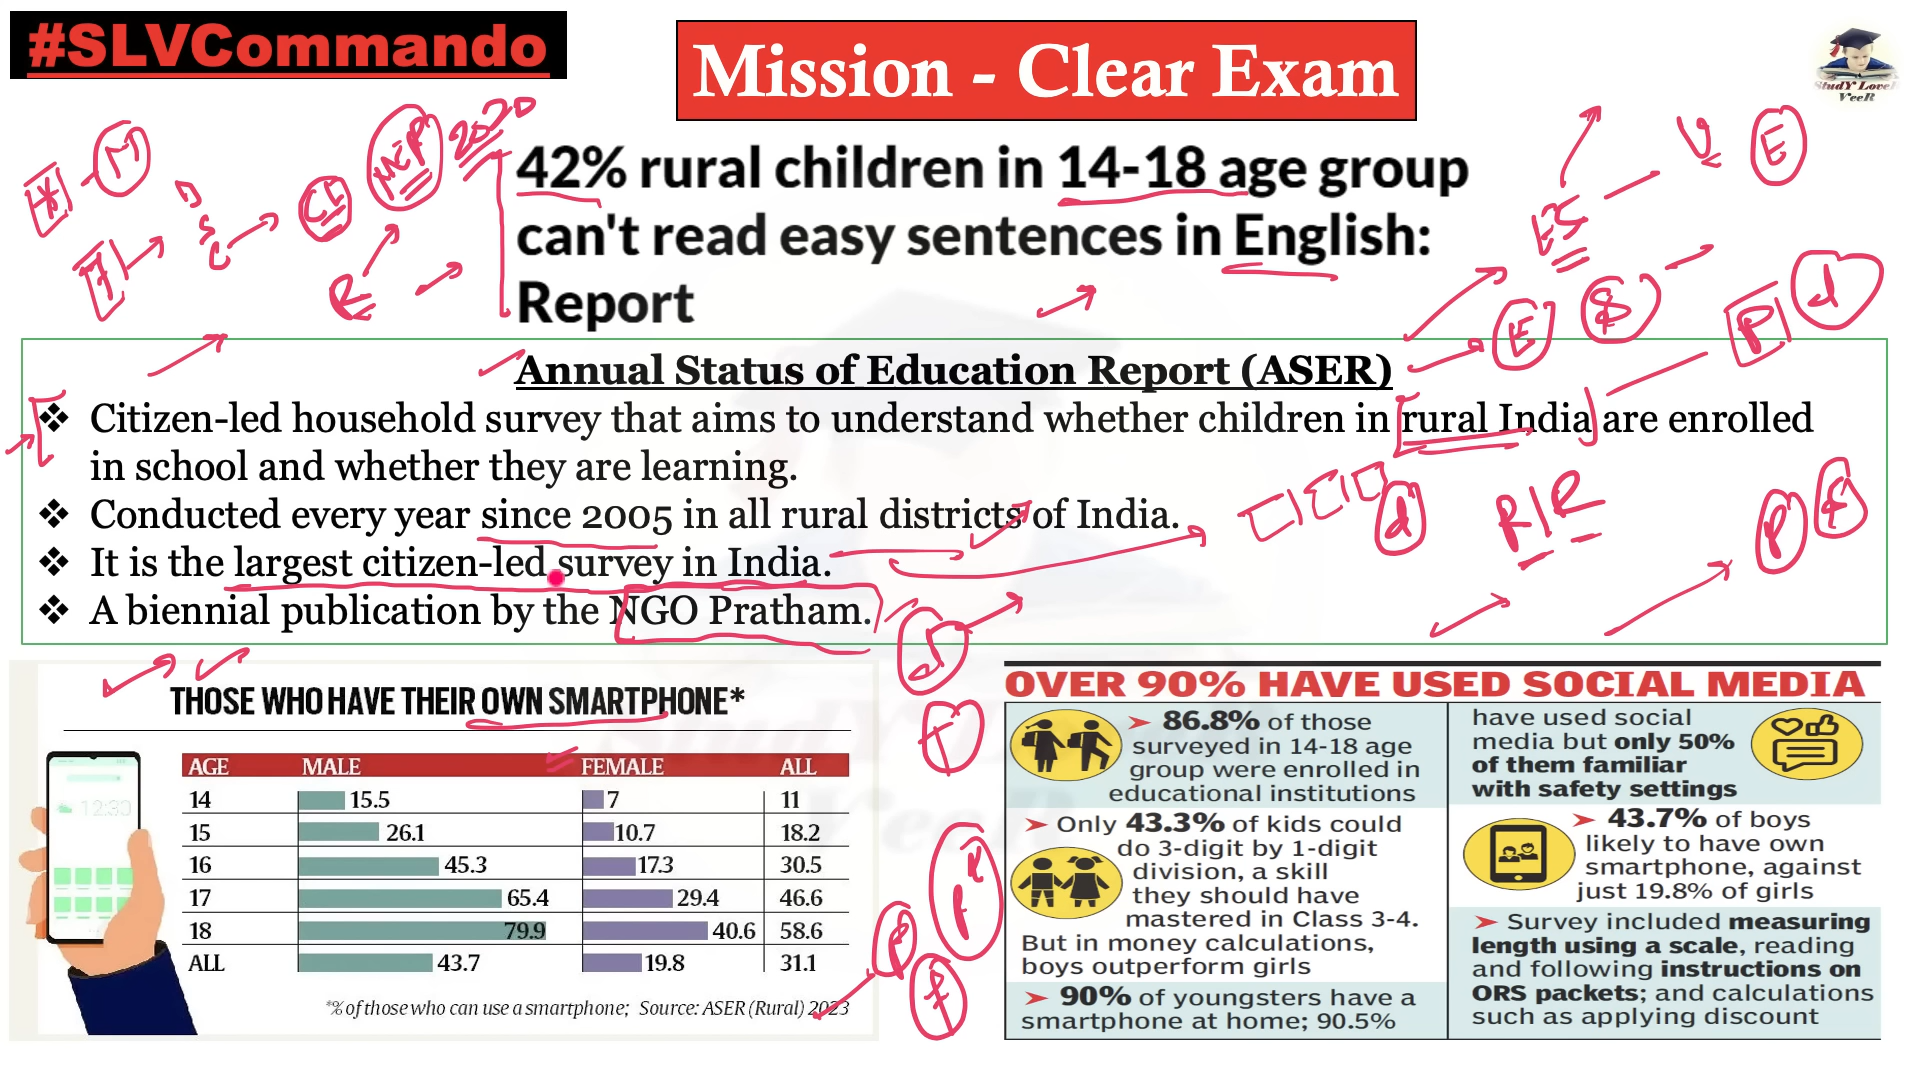 #SLVCommando
Mission - Clear Exam
StudY LoveR
VeeR
2020
42% rural children in 14-18 age group
can't read easy sentences in English:
Report
Annual Status of Education Report (ASER)
❖ Citizen-led household survey that aims to understand whether children in rural India are enrolled
in school and whether they are learning.
❖ Conducted every year since 2005 in all rural districts of India.
❖ It is the largest citizen-led survey in India.
❖ A biennial publication by the NGO Pratham.
THOSE WHO HAVE THEIR OWN SMARTPHONE*
12:30
AGE MALE FEMALE ALL
14 15.5 7 11
15 26.1 10.7 18.2
16 45.3 17.3 30.5
17 65.4 29.4 46.6
18 79.9 40.6 58.6
ALL 43.7 19.8 31.1
*% of those who can use a smartphone; Source: ASER (Rural) 2023
OVER 90% HAVE USED SOCIAL MEDIA
➤ 86.8% of those
surveyed in 14-18 age
group were enrolled in
educational institutions
➤ Only 43.3% of kids could
do 3-digit by 1-digit
division, a skill
they should have
mastered in Class 3-4.
But in money calculations,
boys outperform girls
➤ 90% of youngsters have a
smartphone at home; 90.5%
have used social
media but only 50%
of them familiar
with safety settings
➤ 43.7% of boys
likely to have own
smartphone, against
just 19.8% of girls
➤ Survey included measuring
length using a scale, reading
and following instructions on
ORS packets; and calculations
such as applying discount
StudY LoveR
VeeR